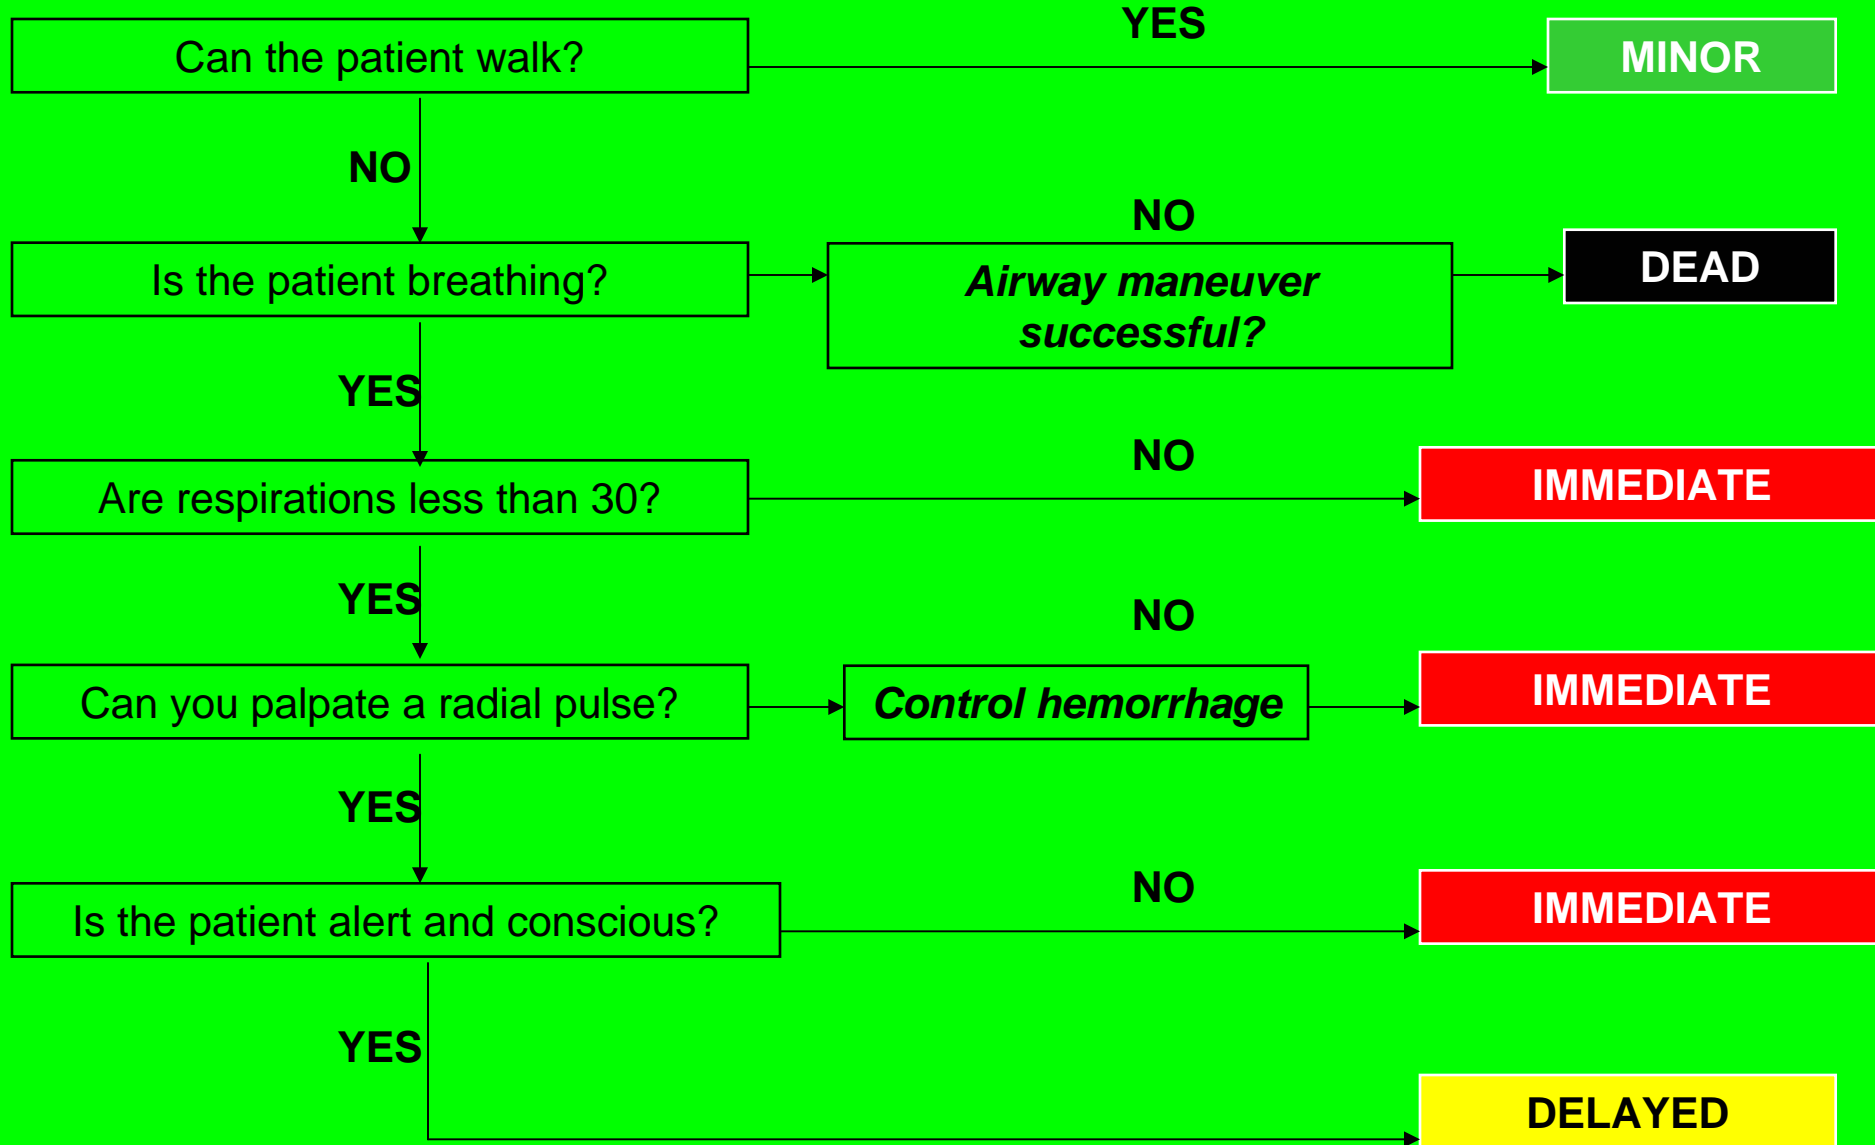 YES
Can the patient walk?
MINOR
NO
NO
Is the patient breathing?
Airway maneuver
successful?
DEAD
YES
NO
Are respirations less than 30?
IMMEDIATE
YES
NO
Can you palpate a radial pulse?
Control hemorrhage
IMMEDIATE
YES
NO
Is the patient alert and conscious?
IMMEDIATE
YES
DELAYED